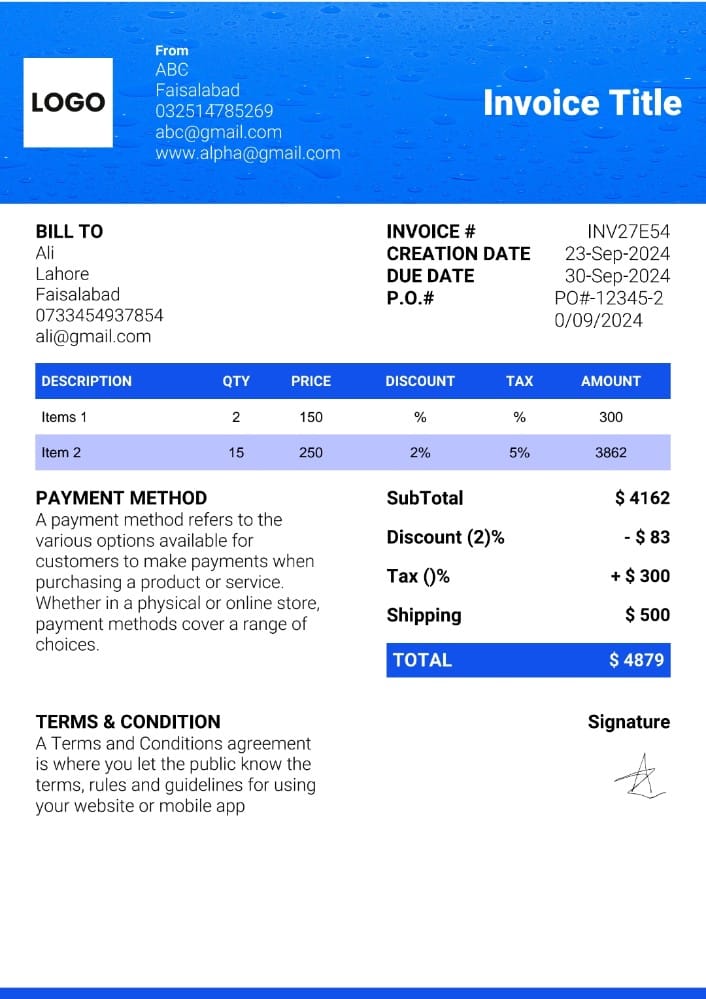 LOGO
From
ABC
Faisalabad
032514785269
abc@gmail.com
www.alpha@gmail.com
Invoice Title
BILL TO
Ali
Lahore
Faisalabad
0733454937854
ali@gmail.com
INVOICE # INV27E54
CREATION DATE 23-Sep-2024
DUE DATE 30-Sep-2024
P.O.# PO#-12345-2
0/09/2024
DESCRIPTION QTY PRICE DISCOUNT TAX AMOUNT
Items 1 2 150 % % 300
Item 2 15 250 2% 5% 3862
PAYMENT METHOD
A payment method refers to the
various options available for
customers to make payments when
purchasing a product or service.
Whether in a physical or online store,
payment methods cover a range of
choices.
SubTotal $ 4162
Discount (2)% - $ 83
Tax ()% + $ 300
Shipping $ 500
TOTAL $ 4879
TERMS & CONDITION
A Terms and Conditions agreement
is where you let the public know the
terms, rules and guidelines for using
your website or mobile app
Signature